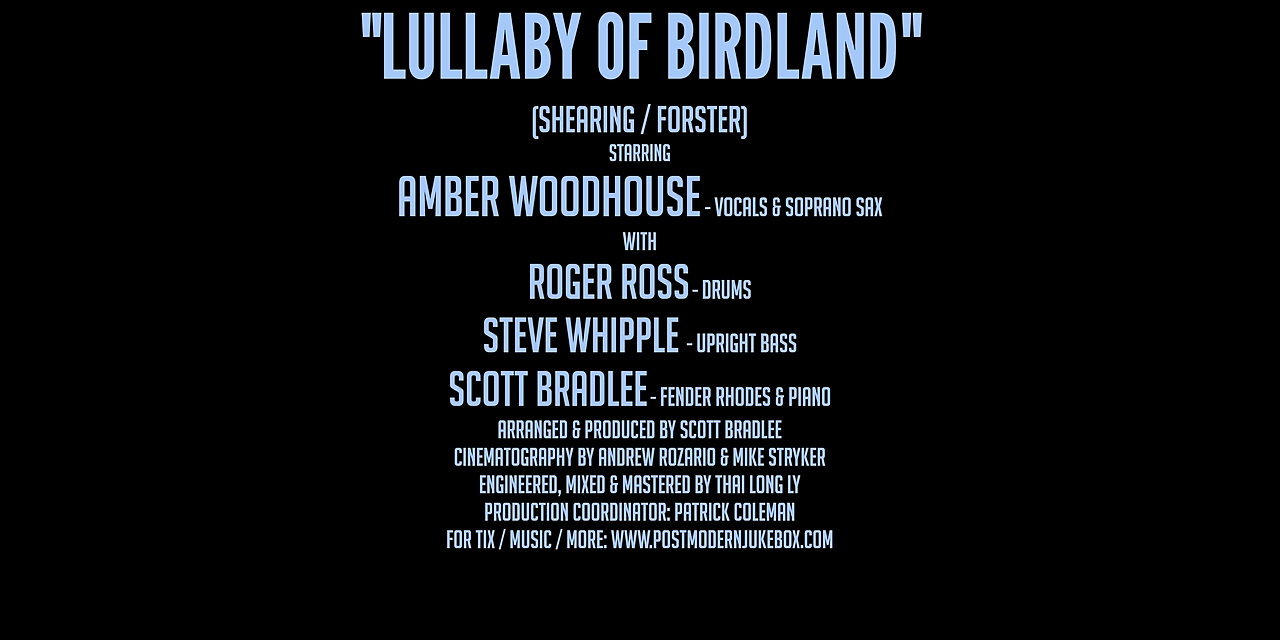 "LULLABY OF BIRDLAND"
(SHEARING / FORSTER)
STARRING
AMBER WOODHOUSE - VOCALS & SOPRANO SAX
WITH
ROGER ROSS - DRUMS
STEVE WHIPPLE - UPRIGHT BASS
SCOTT BRADLEE - FENDER RHODES & PIANO
ARRANGED & PRODUCED BY SCOTT BRADLEE
CINEMATOGRAPHY BY ANDREW ROZARIO & MIKE STRYKER
ENGINEERED, MIXED & MASTERED BY THAI LONG LY
PRODUCTION COORDINATOR: PATRICK COLEMAN
FOR TIX / MUSIC / MORE: WWW.POSTMODERNJUKEBOX.COM